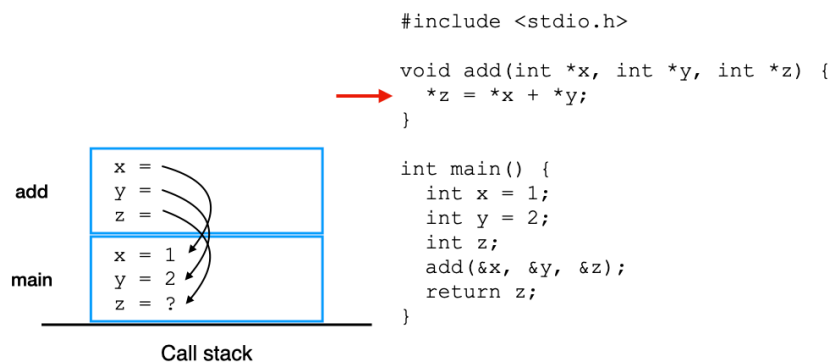 #include <stdio.h>
void add(int *x, int *y, int *z) {
*z = *x + *y;
}
int main() {
int x = 1;
int y = 2;
int z;
add(&x, &y, &z);
return z;
}
add
x =
y =
z =
main
x = 1
y = 2
z = ?
Call stack